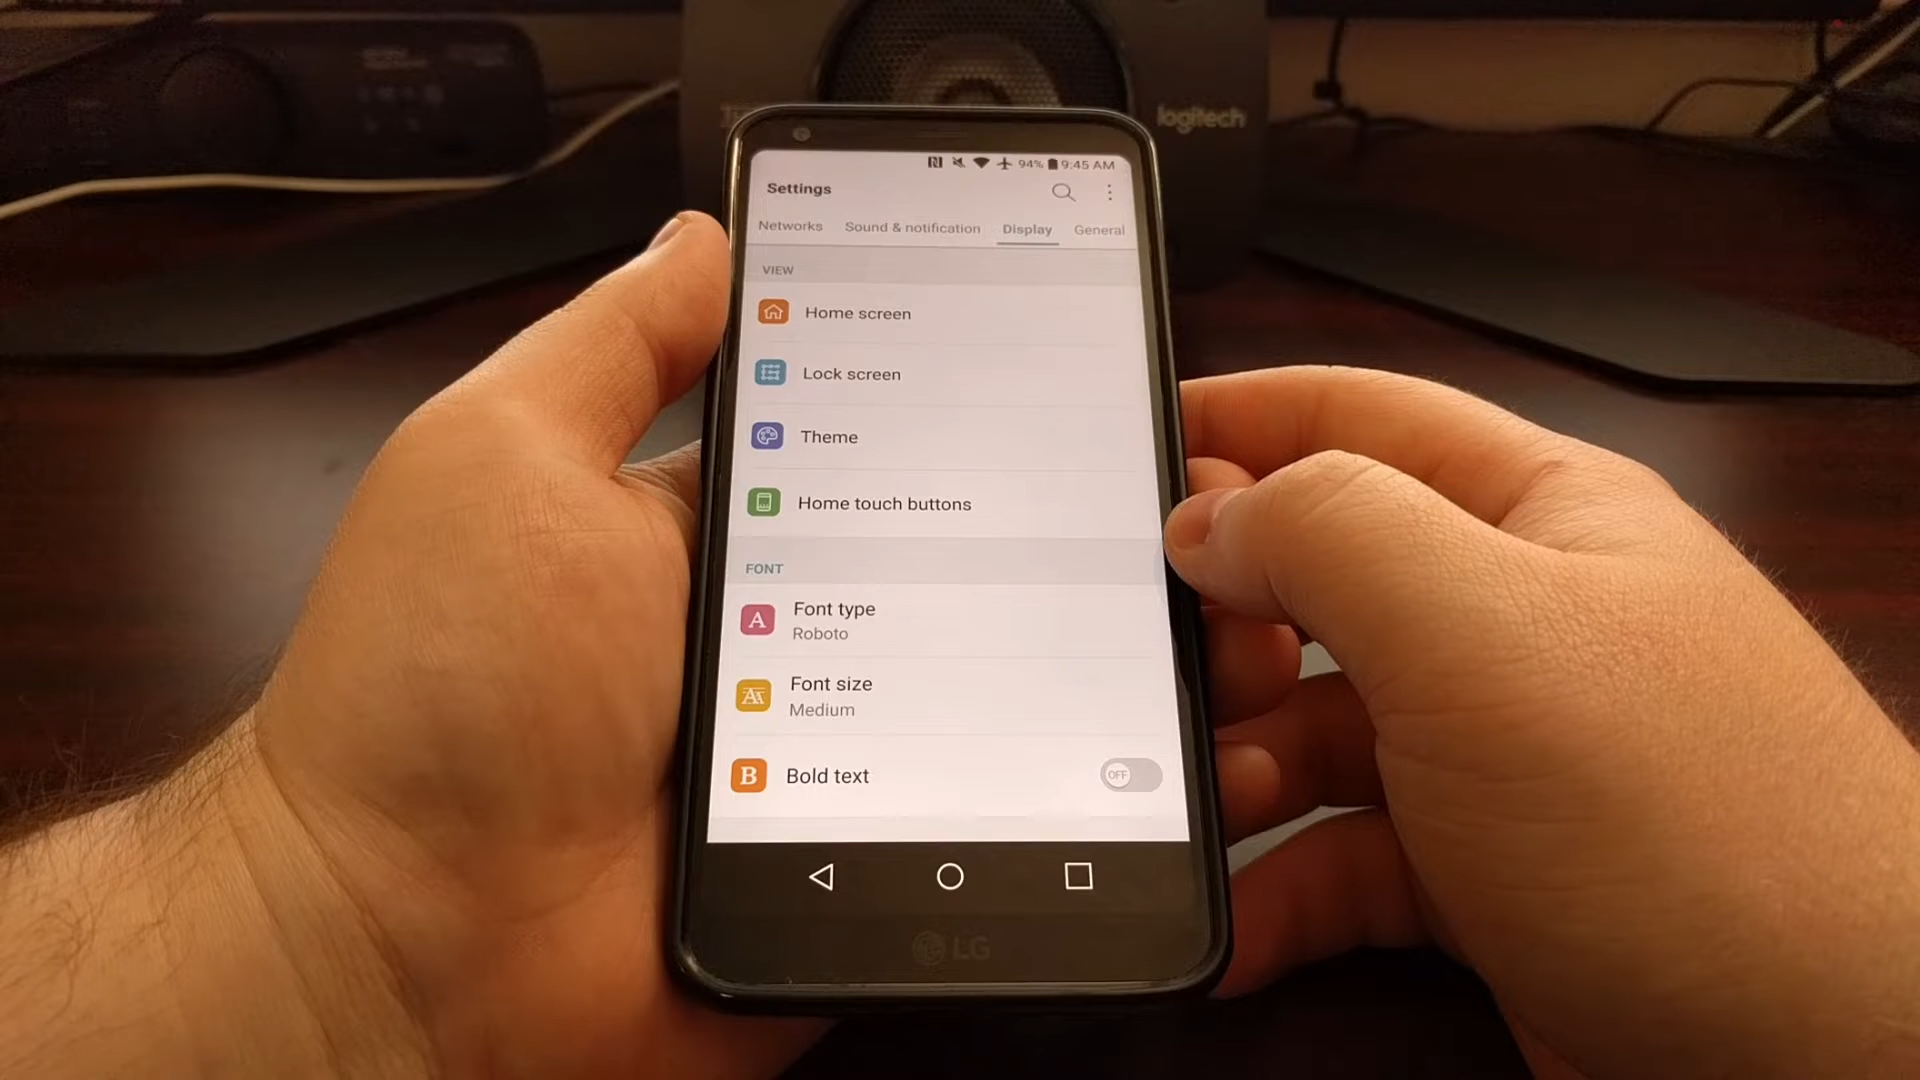 logitech
94% 9:45 AM
Settings
Networks Sound & notification Display General
VIEW
Home screen
Lock screen
Theme
Home touch buttons
FONT
A Font type
Roboto
AA Font size
Medium
B Bold text OFF
LG